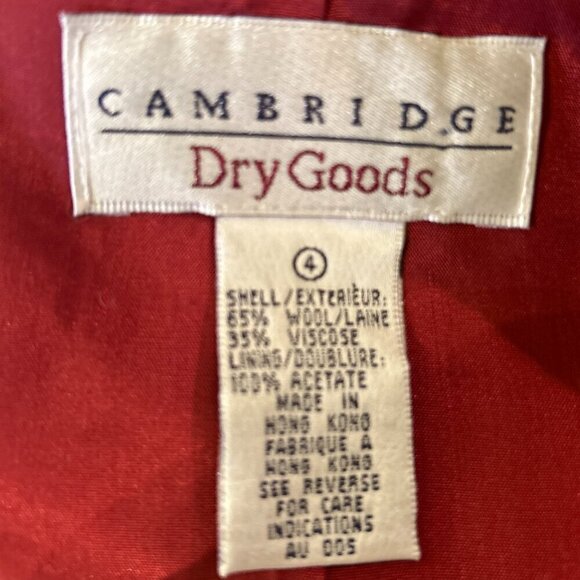 CAMBRIDGE
Dry Goods
4
SHELL/EXTERIEUR:
65% WOOL/LAINE
35% VISCOSE
LINING/DOUBLURE:
100% ACETATE
MADE IN
HONG KONG
FABRIQUE A
HONG KONG
SEE REVERSE
FOR CARE
INDICATIONS
AU DOS